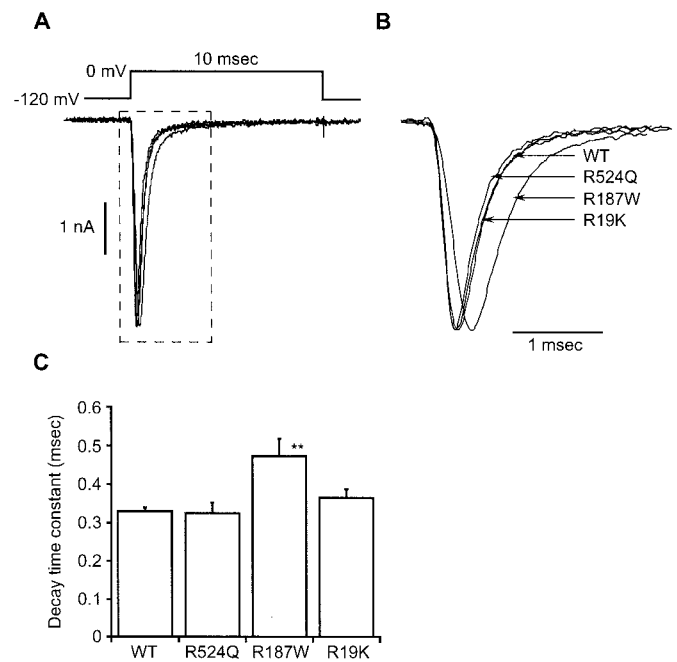 A
B
10 msec
0 mV
-120 mV
WT
R524Q
R187W
R19K
1 nA
1 msec
C
Decay time constant (msec)
0.6
0.5
0.4
0.3
0.2
0.1
0
**
WT R524Q R187W R19K